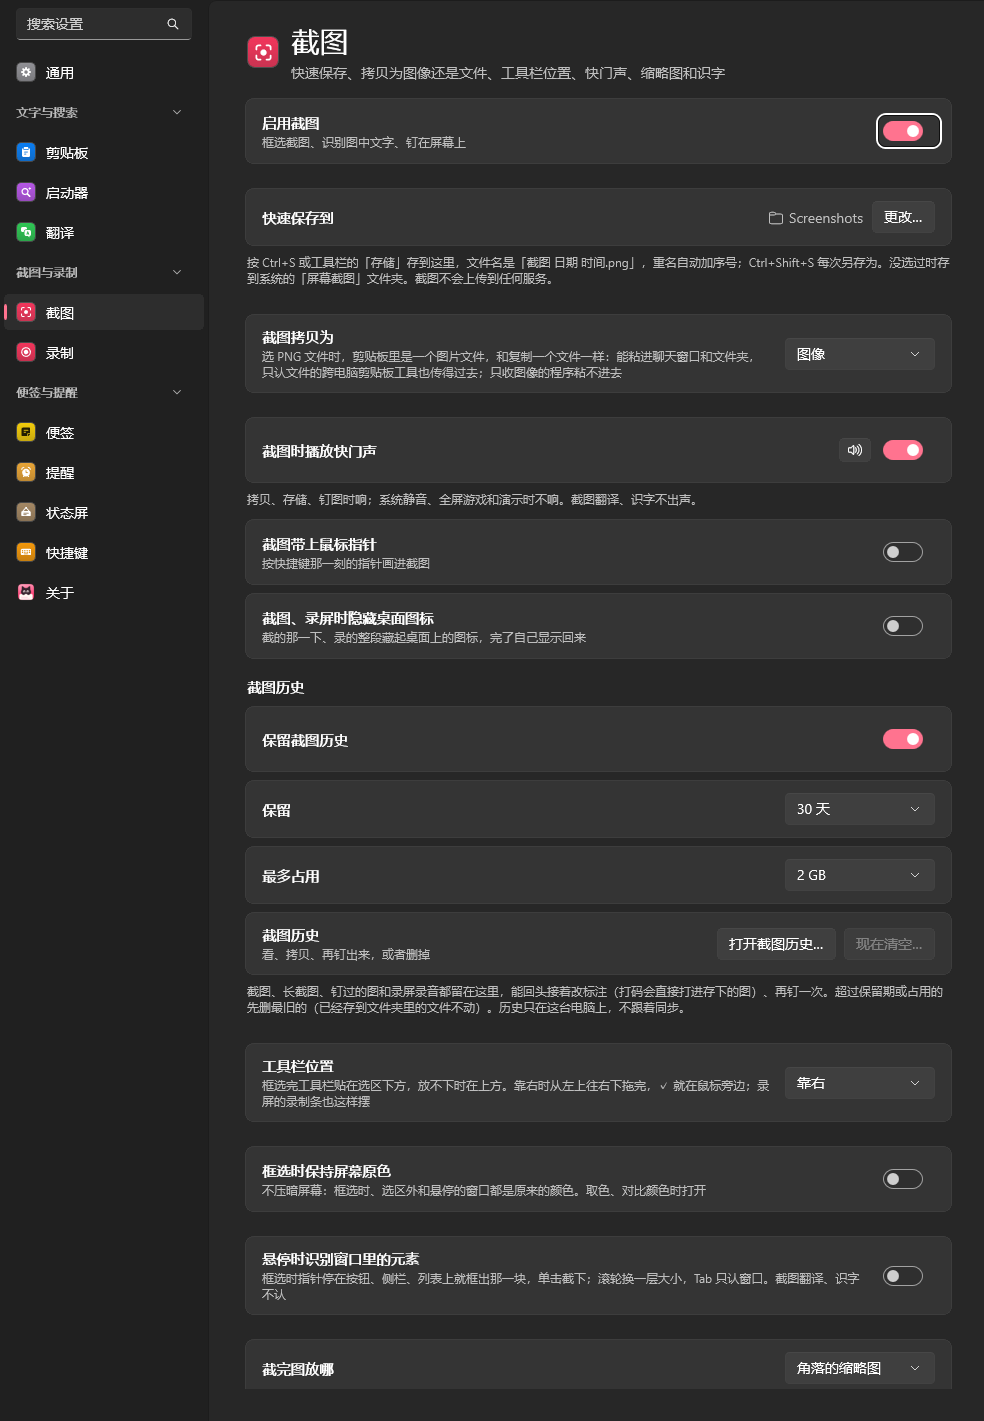 搜索设置
通用
文字与搜索
剪贴板
启动器
翻译
截图与录制
截图
录制
便签与提醒
便签
提醒
状态屏
快捷键
关于
截图
快速保存、拷贝为图像还是文件、工具栏位置、快门声、缩略图和识字
启用截图
框选截图、识别图中文字、钉在屏幕上
快速保存到
Screenshots
更改...
按 Ctrl+S 或工具栏的「存储」存到这里，文件名是「截图 日期 时间.png」，重名自动加序号；Ctrl+Shift+S 每次另存为。没选过时存
到系统的「屏幕截图」文件夹。截图不会上传到任何服务。
截图拷贝为
选 PNG 文件时，剪贴板里是一个图片文件，和复制一个文件一样：能粘进聊天窗口和文件夹，
只认文件的跨电脑剪贴板工具也传得过去；只收图像的程序粘不进去
图像
截图时播放快门声
拷贝、存储、钉图时响；系统静音、全屏游戏和演示时不响。截图翻译、识字不出声。
截图带上鼠标指针
按快捷键那一刻的指针画进截图
截图、录屏时隐藏桌面图标
截的那一下、录的整段藏起桌面上的图标，完了自己显示回来
截图历史
保留截图历史
保留
30 天
最多占用
2 GB
截图历史
看、拷贝、再钉出来，或者删掉
打开截图历史...
现在清空...
截图、长截图、钉过的图和录屏录音都留在这里，能回头接着改标注（打码会直接打进存下的图）、再钉一次。超过保留期或占用的
先删最旧的（已经存到文件夹里的文件不动）。历史只在这台电脑上，不跟着同步。
工具栏位置
框选完工具栏贴在选区下方，放不下时在上方。靠右时从左上往右下拖完，✓ 就在鼠标旁边；录
屏的录制条也这样摆
靠右
框选时保持屏幕原色
不压暗屏幕：框选时、选区外和悬停的窗口都是原来的颜色。取色、对比颜色时打开
悬停时识别窗口里的元素
框选时指针停在按钮、侧栏、列表上就框出那一块，单击截下；滚轮换一层大小，Tab 只认窗口。截图翻译、识字
不认
截完图放哪
角落的缩略图